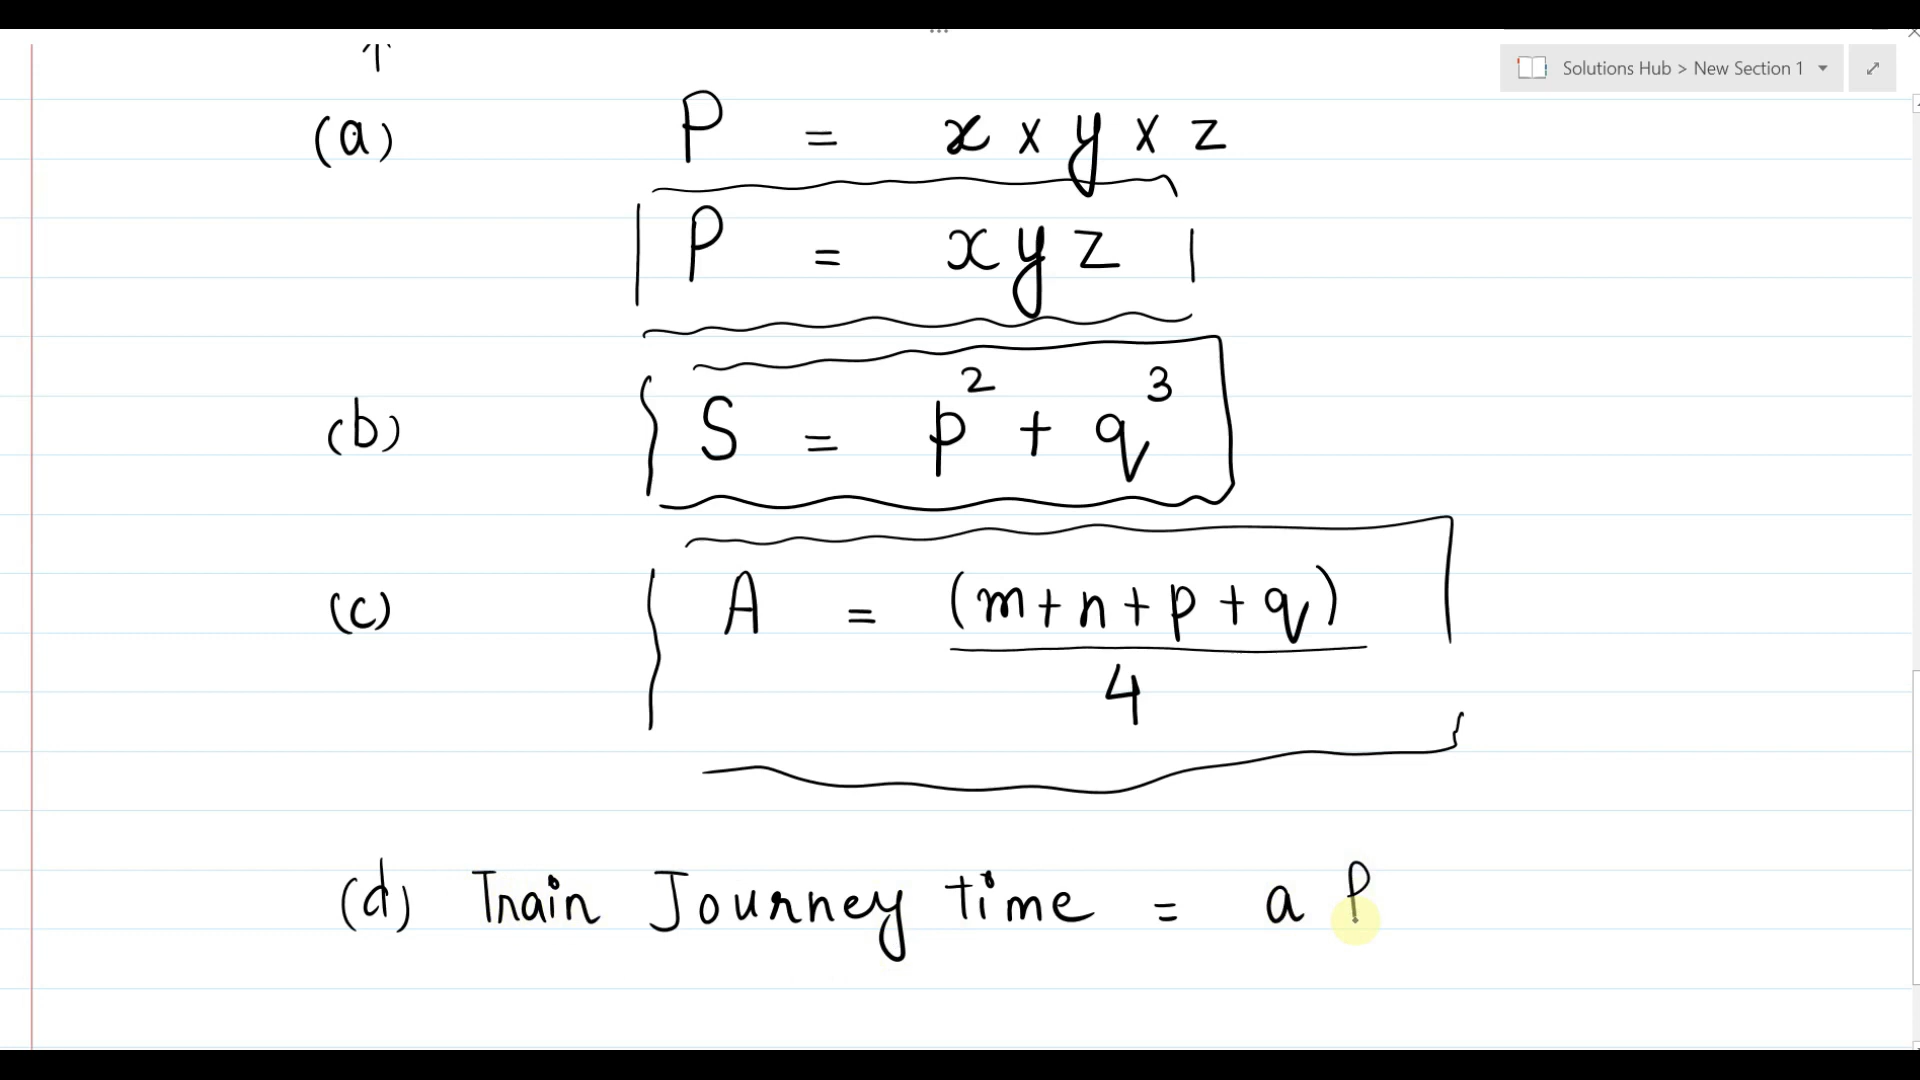 Solutions Hub > New Section 1
(a) P = x × y × z
P = xyz
(b) S = p² + q³
(c) A = (m+n+p+q)/4
(d) Train Journey time = a